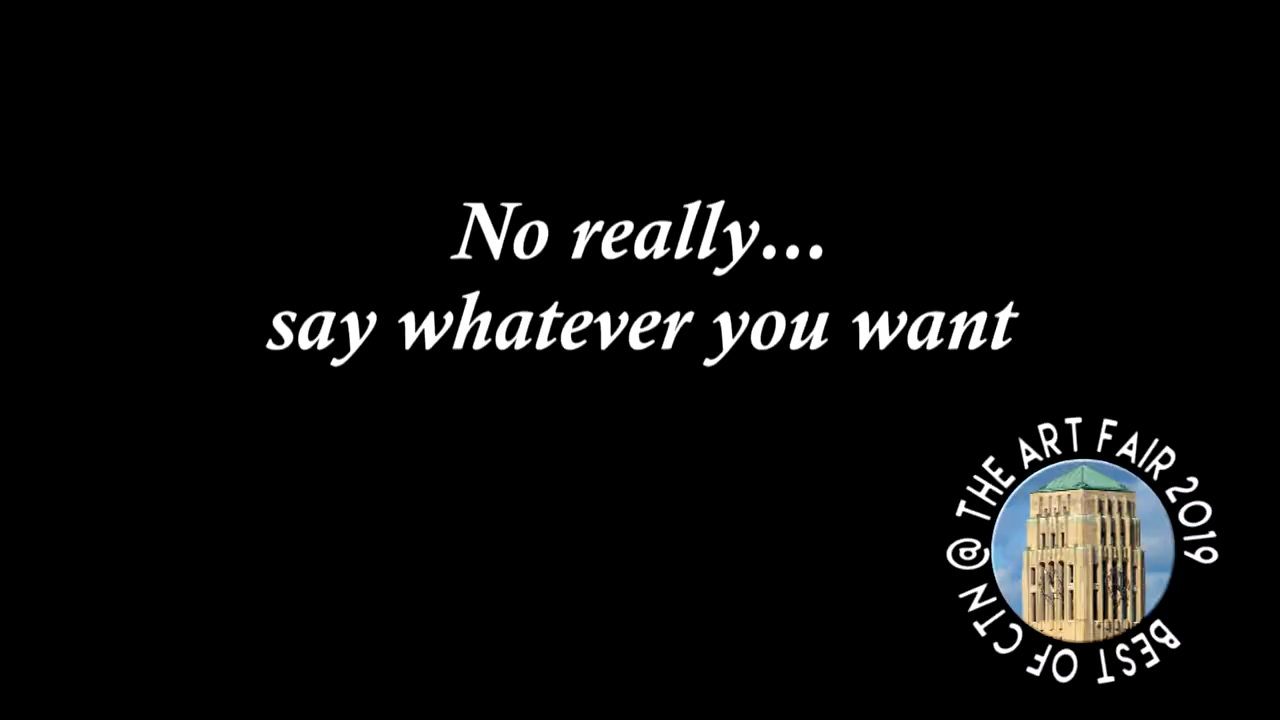 No really...
say whatever you want
BEST OF CTN @ THE ART FAIR 2019